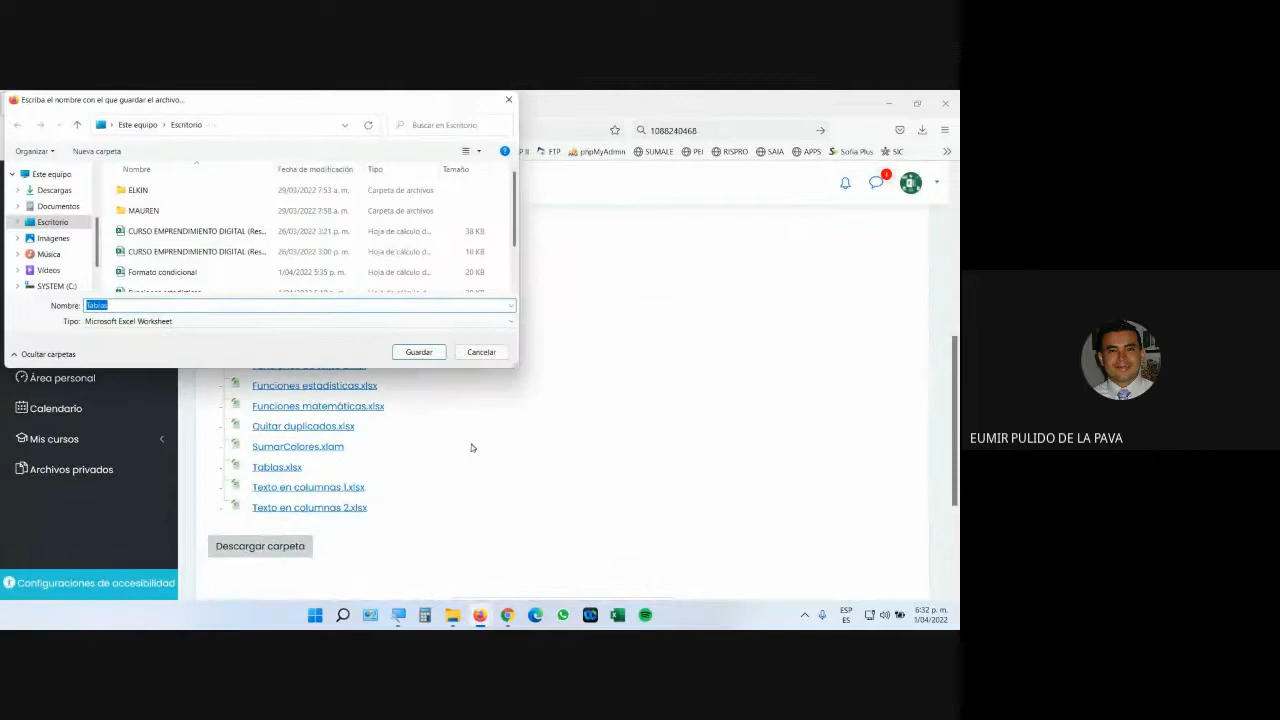 Escriba el nombre con el que guardar el archivo...
Este equipo > Escritorio
Buscar en Escritorio
1088240468
Organizar
Nueva carpeta
FTP
phpMyAdmin
SUMALE
PEI
RISPRO
SAIA
APPS
Sofia Plus
SIC
Nombre Fecha de modificación Tipo Tamaño
Este equipo
Descargas
Documentos
Escritorio
Imágenes
Música
Vídeos
SYSTEM (C:)
ELKIN 29/03/2022 7:53 a. m. Carpeta de archivos
MAUREN 29/03/2022 7:58 a. m. Carpeta de archivos
CURSO EMPRENDIMIENTO DIGITAL (Res... 26/03/2022 3:21 p. m. Hoja de cálculo d... 38 KB
CURSO EMPRENDIMIENTO DIGITAL (Res... 26/03/2022 3:00 p. m. Hoja de cálculo d... 10 KB
Formato condicional 1/04/2022 5:35 p. m. Hoja de cálculo d... 20 KB
Nombre: Tablas
Tipo: Microsoft Excel Worksheet
Ocultar carpetas
Guardar
Cancelar
Área personal
Calendario
Mis cursos
Archivos privados
Configuraciones de accesibilidad
Funciones estadísticas.xlsx
Funciones matemáticas.xlsx
Quitar duplicados.xlsx
SumarColores.xlam
Tablas.xlsx
Texto en columnas 1.xlsx
Texto en columnas 2.xlsx
Descargar carpeta
ESP
ES
6:32 p. m.
1/04/2022
EUMIR PULIDO DE LA PAVA